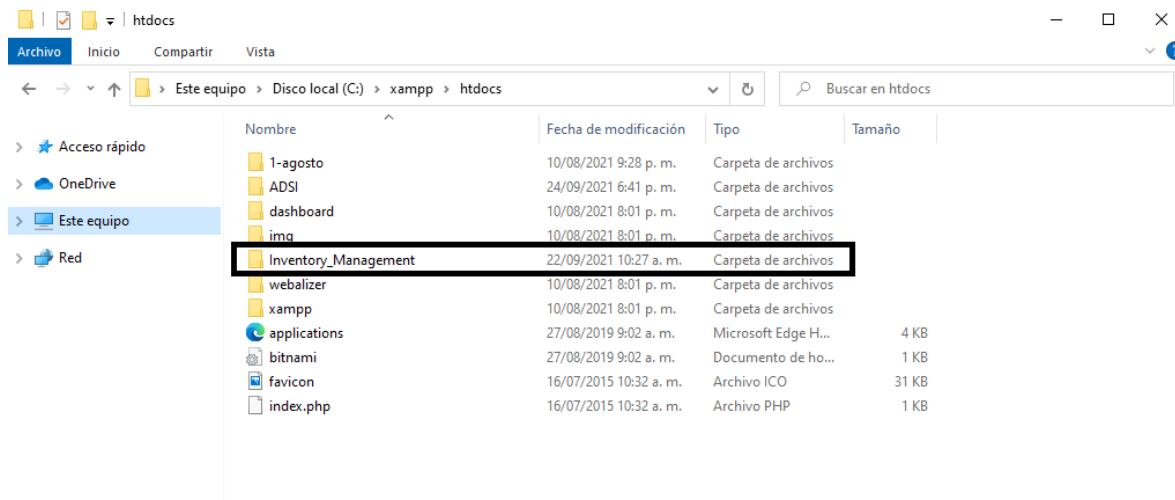 htdocs
Archivo Inicio Compartir Vista
Este equipo > Disco local (C:) > xampp > htdocs Buscar en htdocs
Nombre Fecha de modificación Tipo Tamaño
Acceso rápido
OneDrive
Este equipo
Red
1-agosto 10/08/2021 9:28 p. m. Carpeta de archivos
ADSI 24/09/2021 6:41 p. m. Carpeta de archivos
dashboard 10/08/2021 8:01 p. m. Carpeta de archivos
img 10/08/2021 8:01 p. m. Carpeta de archivos
Inventory_Management 22/09/2021 10:27 a. m. Carpeta de archivos
webalizer 10/08/2021 8:01 p. m. Carpeta de archivos
xampp 10/08/2021 8:01 p. m. Carpeta de archivos
applications 27/08/2019 9:02 a. m. Microsoft Edge H... 4 KB
bitnami 27/08/2019 9:02 a. m. Documento de ho... 1 KB
favicon 16/07/2015 10:32 a. m. Archivo ICO 31 KB
index.php 16/07/2015 10:32 a. m. Archivo PHP 1 KB